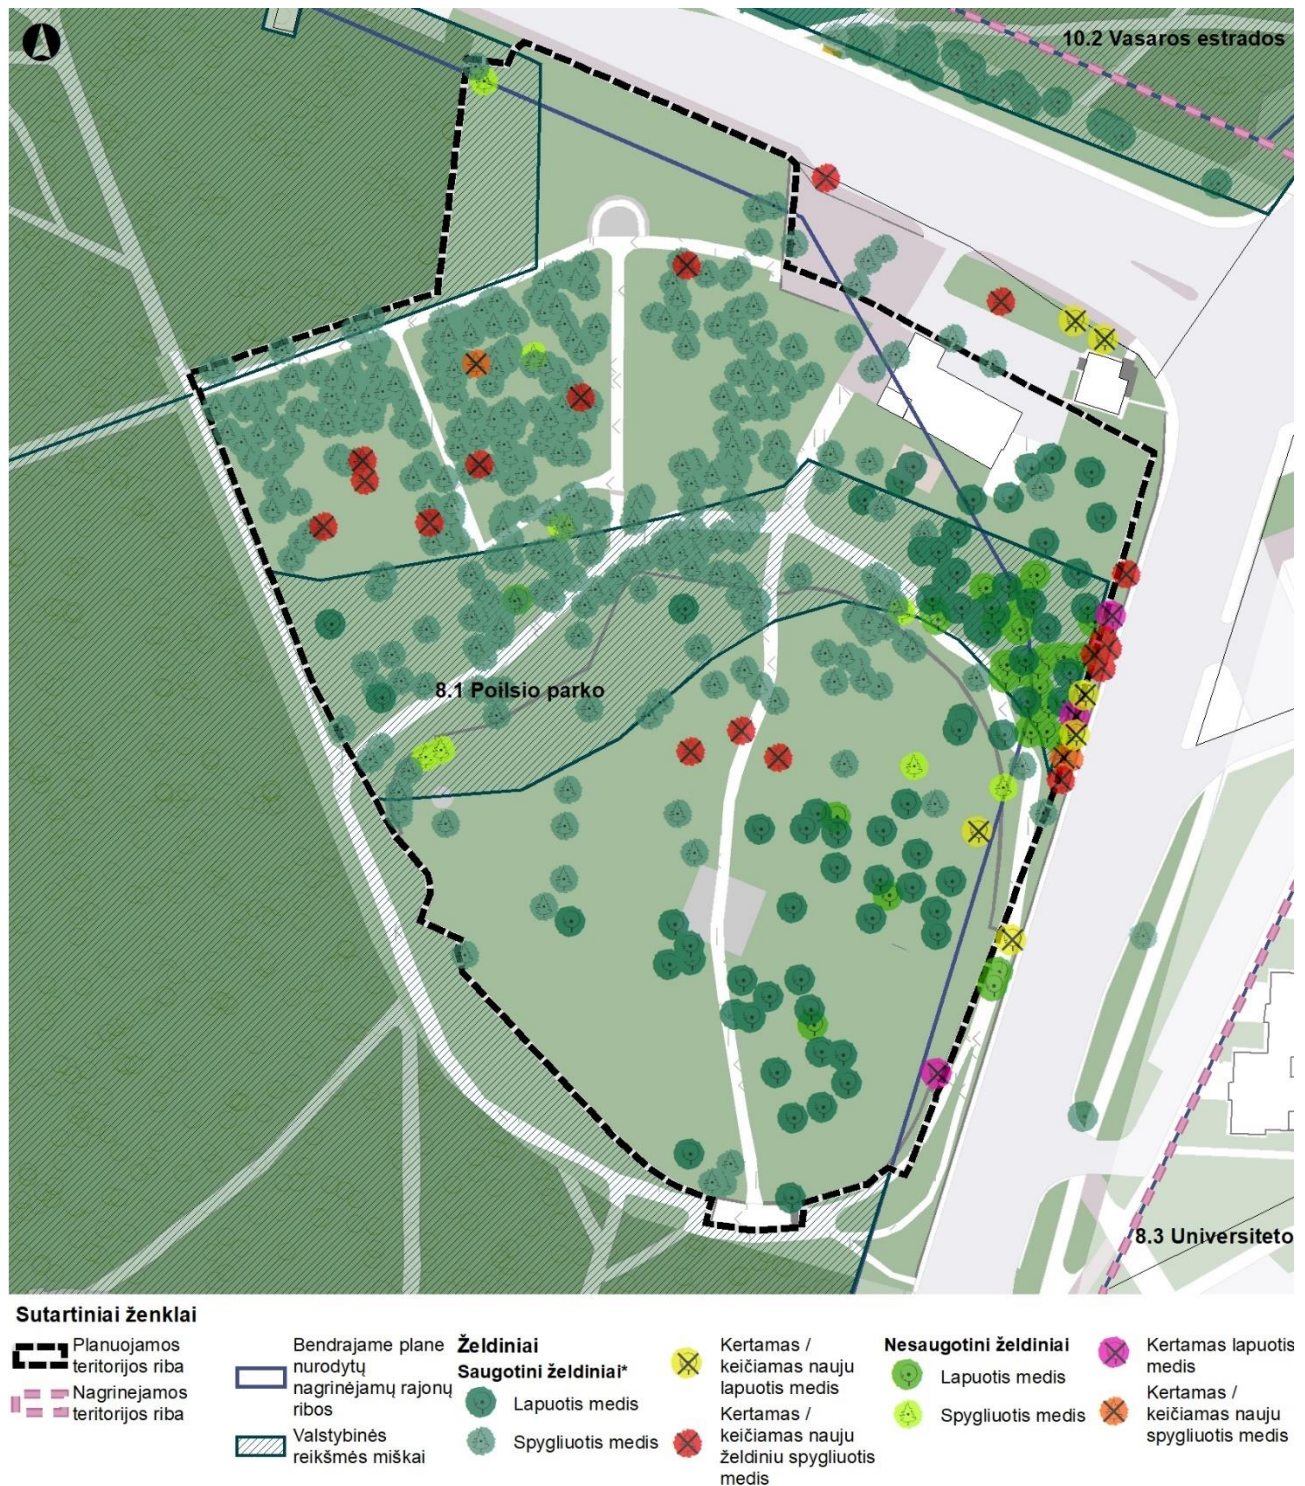 10.2 Vasaros estrados
8.1 Poilsio parko
8.3 Universiteto
Sutartiniai ženklai
Planuojamos
teritorijos riba
Nagrinejamos
teritorijos riba
Bendrajame plane
nurodytų
nagrinėjamų rajonų
ribos
Valstybinės
reikšmės miškai
Želdiniai
Saugotini želdiniai*
Lapuotis medis
Spygliuotis medis
Kertamas /
keičiamas nauju
lapuotis medis
Kertamas /
keičiamas nauju
želdiniu spygliuotis
medis
Nesaugotini želdiniai
Lapuotis medis
Spygliuotis medis
Kertamas lapuotis
medis
Kertamas /
keičiamas nauju
spygliuotis medis